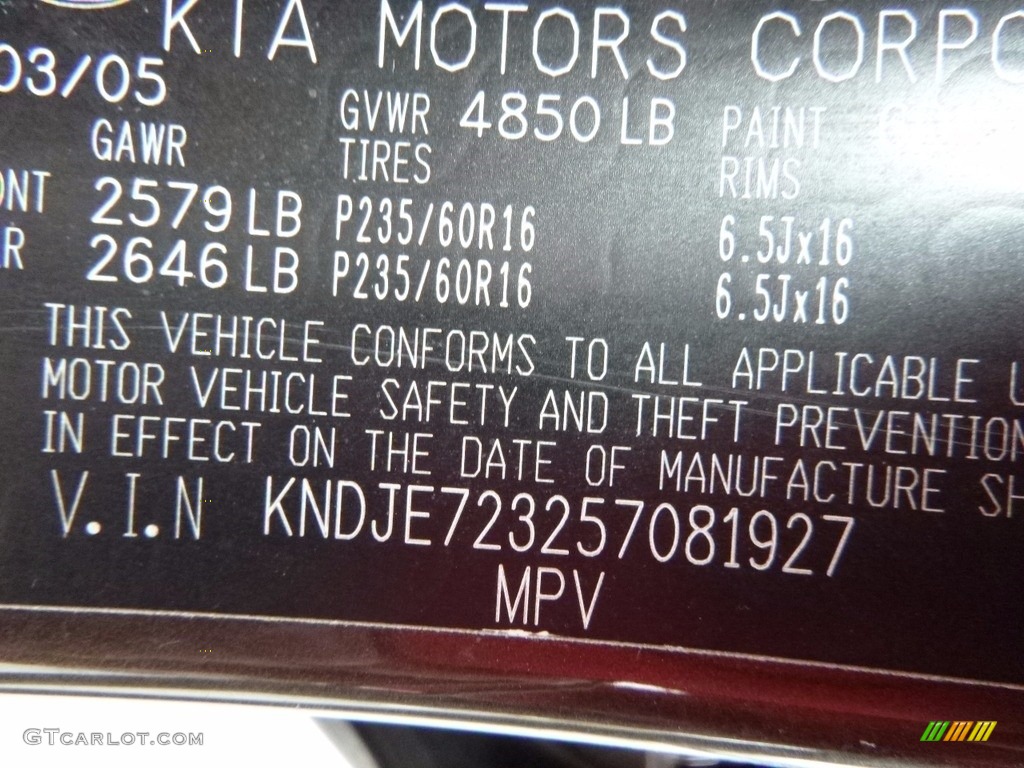 KIA MOTORS CORPO
03/05
GVWR 4850 LB PAINT
GAWR TIRES RIMS
ONT 2579 LB P235/60R16 6.5Jx16
R 2646 LB P235/60R16 6.5Jx16
THIS VEHICLE CONFORMS TO ALL APPLICABLE U
MOTOR VEHICLE SAFETY AND THEFT PREVENTION
IN EFFECT ON THE DATE OF MANUFACTURE SH
V.I.N KNDJE723257081927
MPV
GTCARLOT.COM